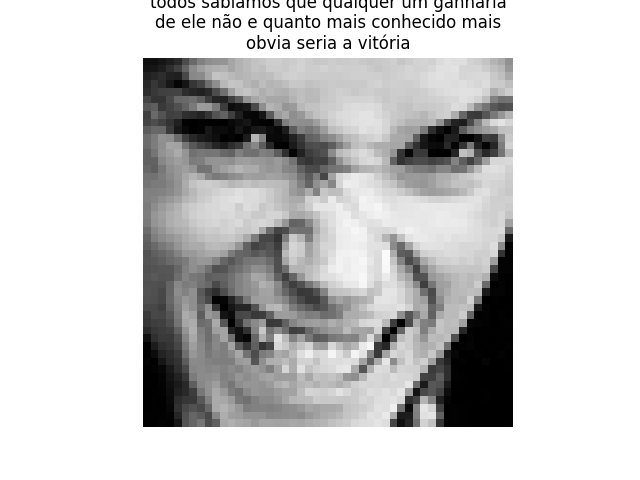 todos sabíamos que qualquer um ganharia
de ele não e quanto mais conhecido mais
obvia seria a vitória